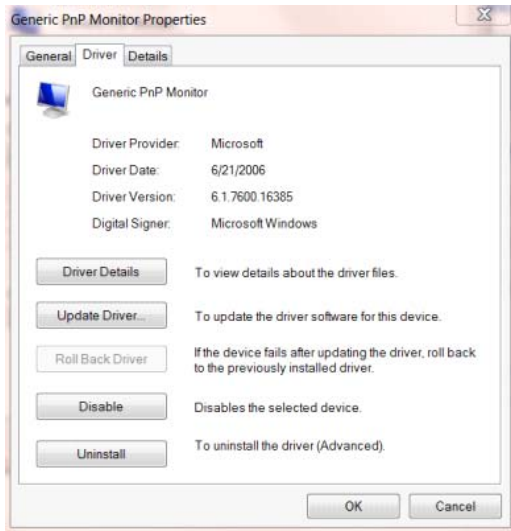 Generic PnP Monitor Properties
General Driver Details
Generic PnP Monitor
Driver Provider: Microsoft
Driver Date: 6/21/2006
Driver Version: 6.1.7600.16385
Digital Signer: Microsoft Windows
Driver Details To view details about the driver files.
Update Driver... To update the driver software for this device.
Roll Back Driver If the device fails after updating the driver, roll back
to the previously installed driver.
Disable Disables the selected device.
Uninstall To uninstall the driver (Advanced).
OK Cancel